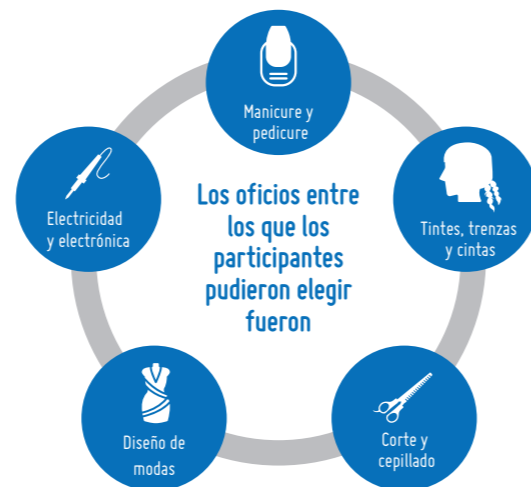 Los oficios entre
los que los
participantes
pudieron elegir
fueron
Manicure y
pedicure
Tintes, trenzas
y cintas
Corte y
cepillado
Diseño de
modas
Electricidad
y electrónica